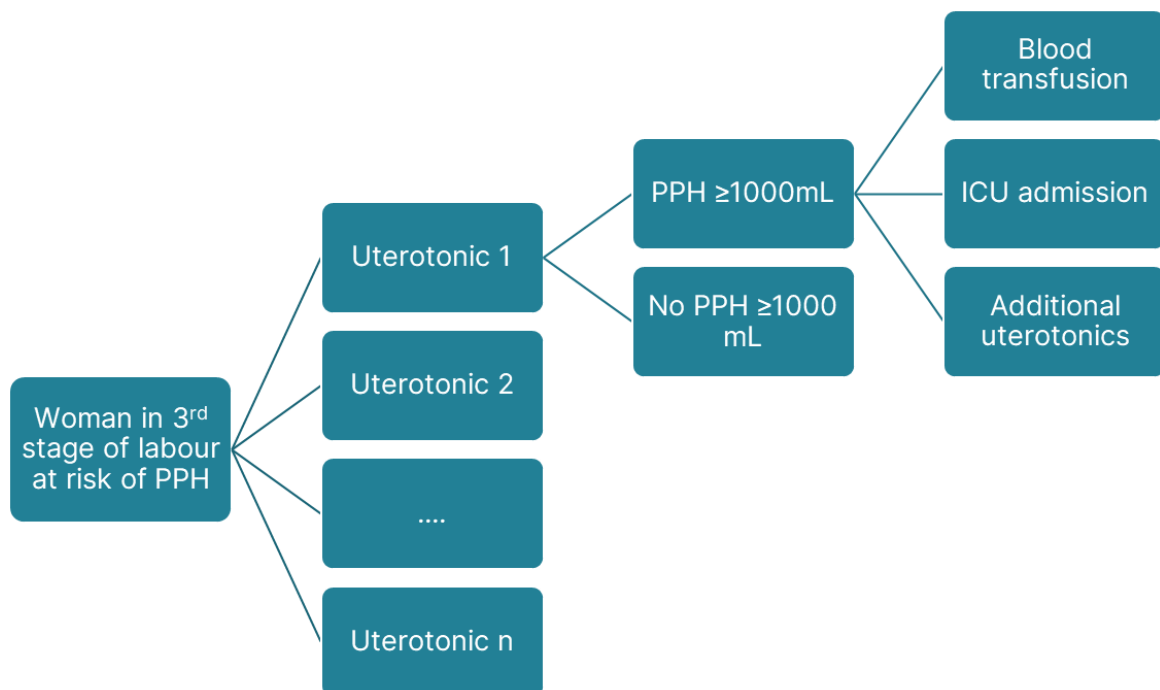 Woman in 3rd
stage of labour
at risk of PPH
Uterotonic 1
Uterotonic 2
....
Uterotonic n
PPH ≥1000mL
No PPH ≥1000
mL
Blood
transfusion
ICU admission
Additional
uterotonics